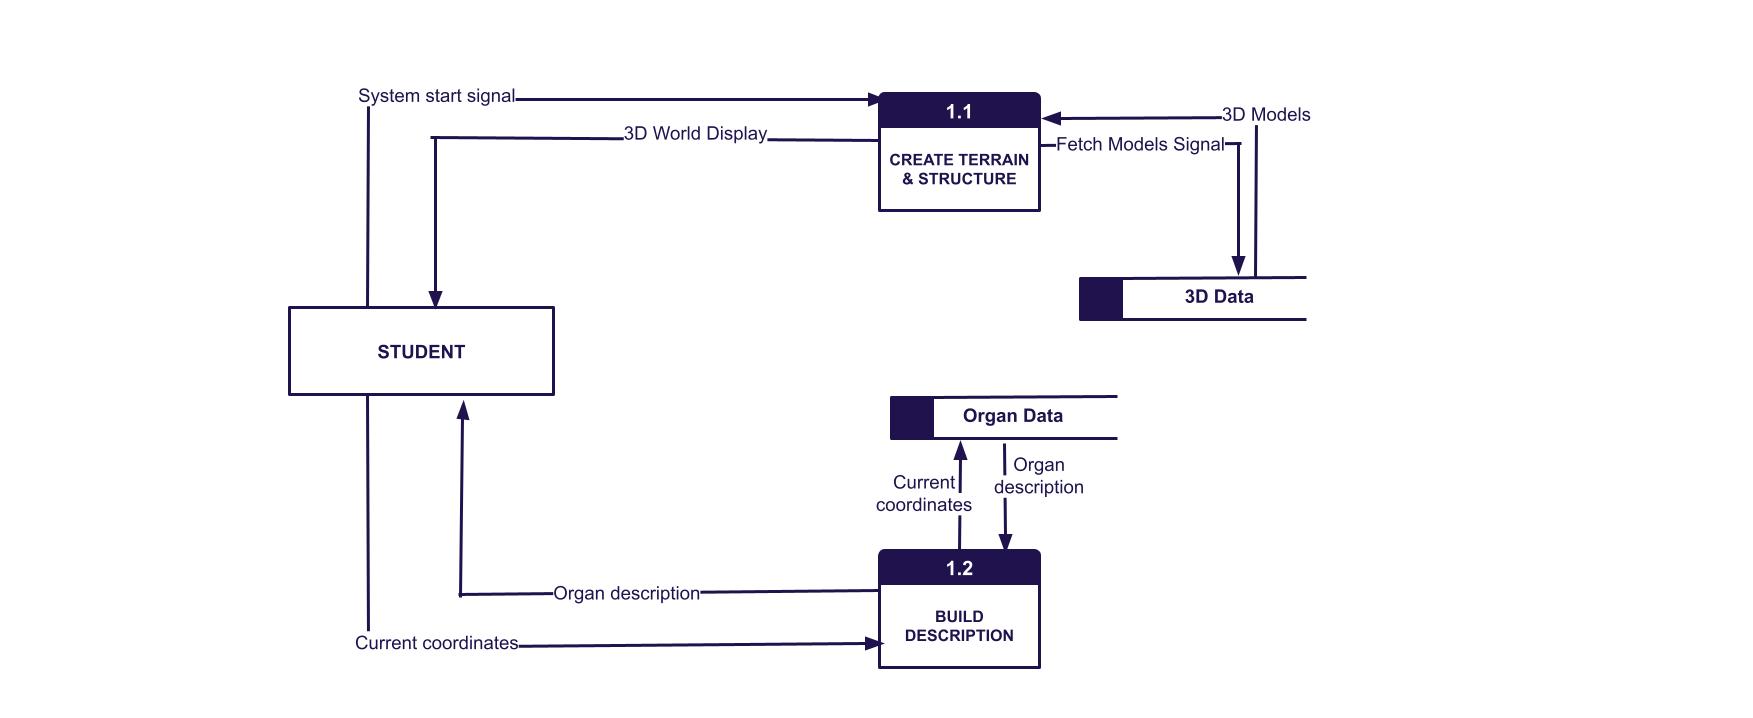 System start signal
1.1
3D Models
3D World Display
Fetch Models Signal
CREATE TERRAIN
& STRUCTURE
3D Data
STUDENT
Organ Data
Current
coordinates
Organ
description
1.2
Organ description
BUILD
DESCRIPTION
Current coordinates